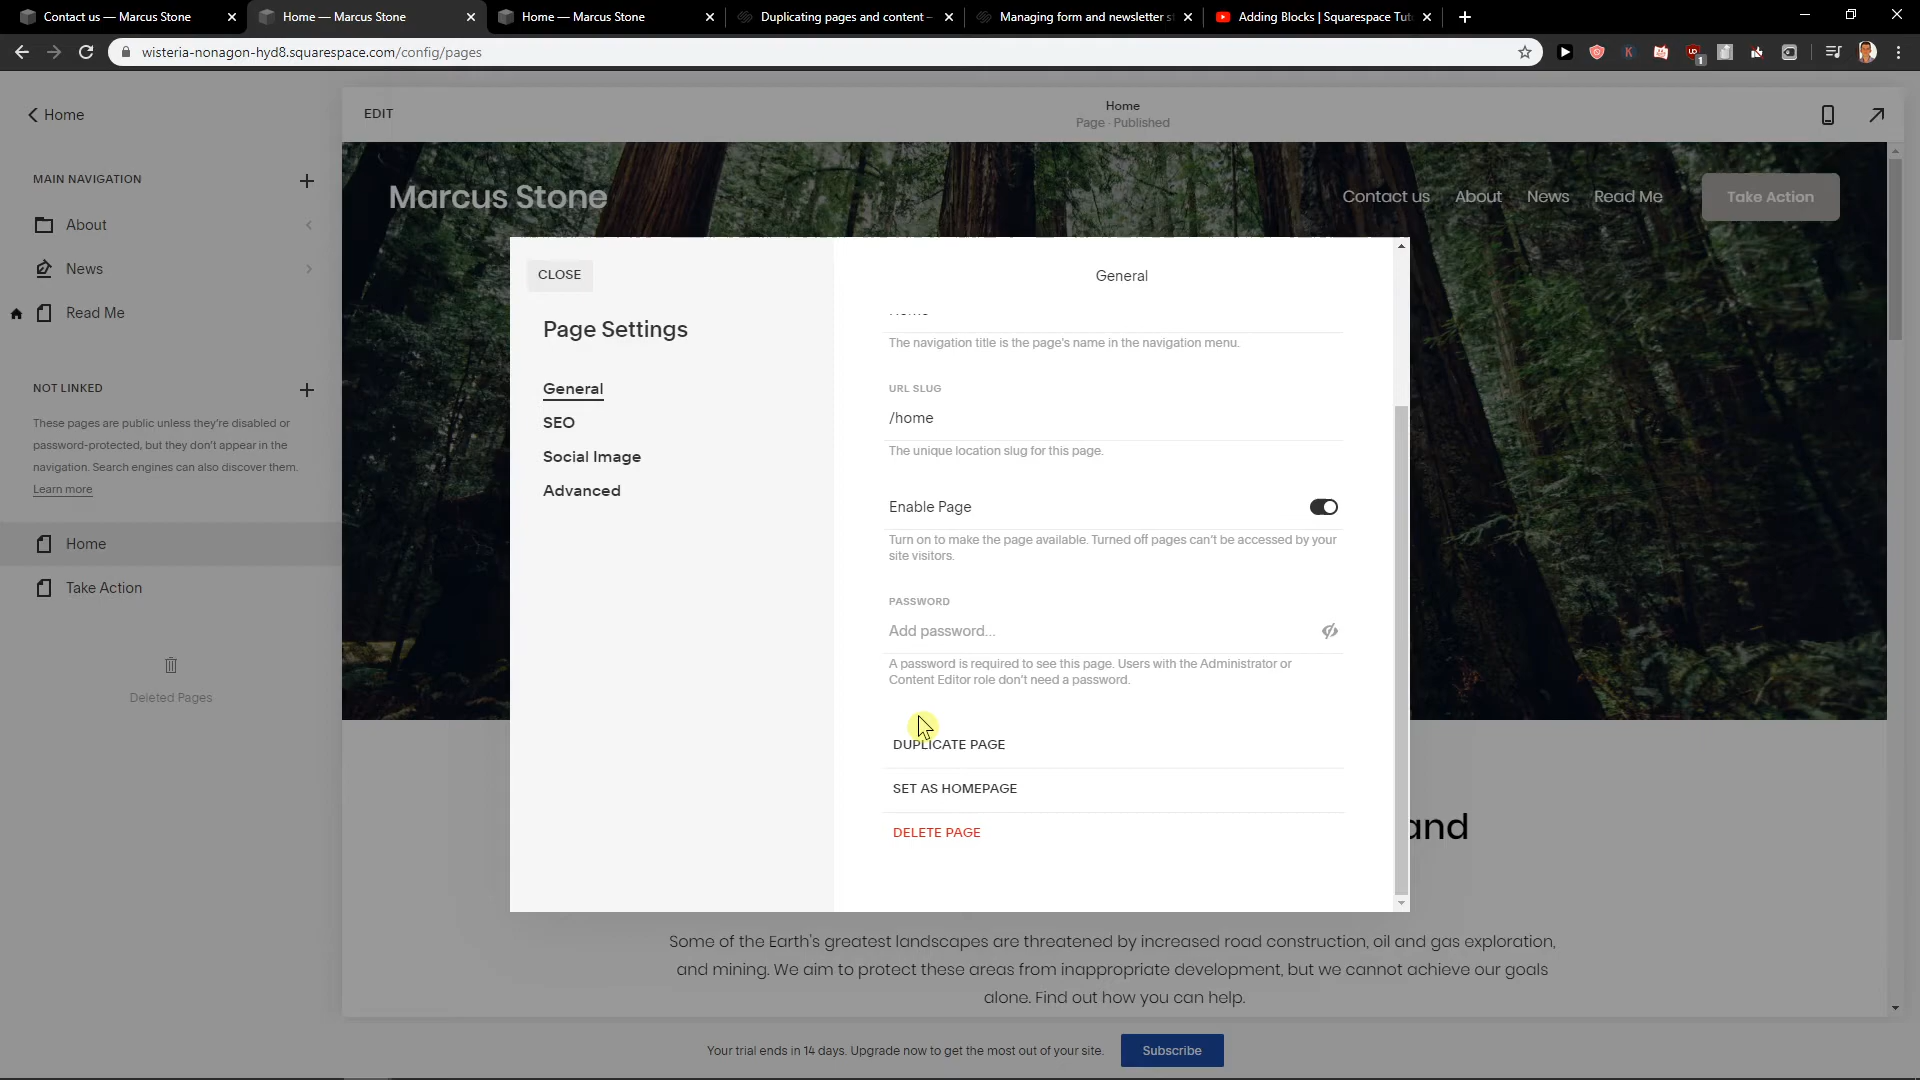 Contact us — Marcus Stone
Home — Marcus Stone
Home — Marcus Stone
Duplicating pages and content –
Managing form and newsletter s
Adding Blocks | Squarespace Tut
wisteria-nonagon-hyd8.squarespace.com/config/pages
1
Home
EDIT
Home
Page · Published
MAIN NAVIGATION
About
News
Read Me
NOT LINKED
These pages are public unless they're disabled or
password-protected, but they don't appear in the
navigation. Search engines can also discover them.
Learn more
Home
Take Action
Deleted Pages
Marcus Stone
Contact us
About
News
Read Me
Take Action
CLOSE
Page Settings
General
SEO
Social Image
Advanced
General
The navigation title is the page's name in the navigation menu.
URL SLUG
/home
The unique location slug for this page.
Enable Page
Turn on to make the page available. Turned off pages can't be accessed by your
site visitors.
PASSWORD
Add password...
A password is required to see this page. Users with the Administrator or
Content Editor role don't need a password.
DUPLICATE PAGE
SET AS HOMEPAGE
DELETE PAGE
and
Some of the Earth's greatest landscapes are threatened by increased road construction, oil and gas exploration,
and mining. We aim to protect these areas from inappropriate development, but we cannot achieve our goals
alone. Find out how you can help.
Your trial ends in 14 days. Upgrade now to get the most out of your site.
Subscribe